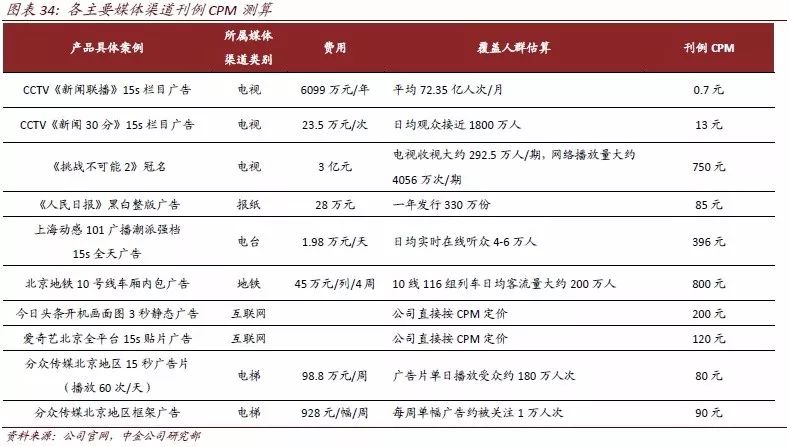 图表 34：各主要媒体渠道刊例 CPM 测算
产品具体案例 所属媒体渠道类别 费用 覆盖人群估算 刊例 CPM
CCTV《新闻联播》15s 栏目广告 电视 6099 万元/年 平均 72.35 亿人次/月 0.7 元
CCTV《新闻 30 分》15s 栏目广告 电视 23.5 万元/次 日均观众接近 1800 万人 13 元
《挑战不可能 2》冠名 电视 3 亿元 电视收视大约 292.5 万人/期，网络播放量大约 4056 万次/期 750 元
《人民日报》黑白整版广告 报纸 28 万元 一年发行 330 万份 85 元
上海动感 101 广播潮派强档 15s 全天广告 电台 1.98 万元/天 日均实时在线听众 4-6 万人 396 元
北京地铁 10 号线车厢内包广告 地铁 45 万元/列/4 周 10 线 116 组列车日均客流量大约 200 万人 800 元
今日头条开机画面图 3 秒静态广告 互联网 公司直接按 CPM 定价 200 元
爱奇艺北京全平台 15s 贴片广告 互联网 公司直接按 CPM 定价 120 元
分众传媒北京地区 15 秒广告片（播放 60 次/天） 电梯 98.8 万元/周 广告片单日播放受众约 180 万人次 80 元
分众传媒北京地区框架广告 电梯 928 元/幅/周 每周单幅广告约被关注 1 万人次 90 元
资料来源：公司官网，中金公司研究部